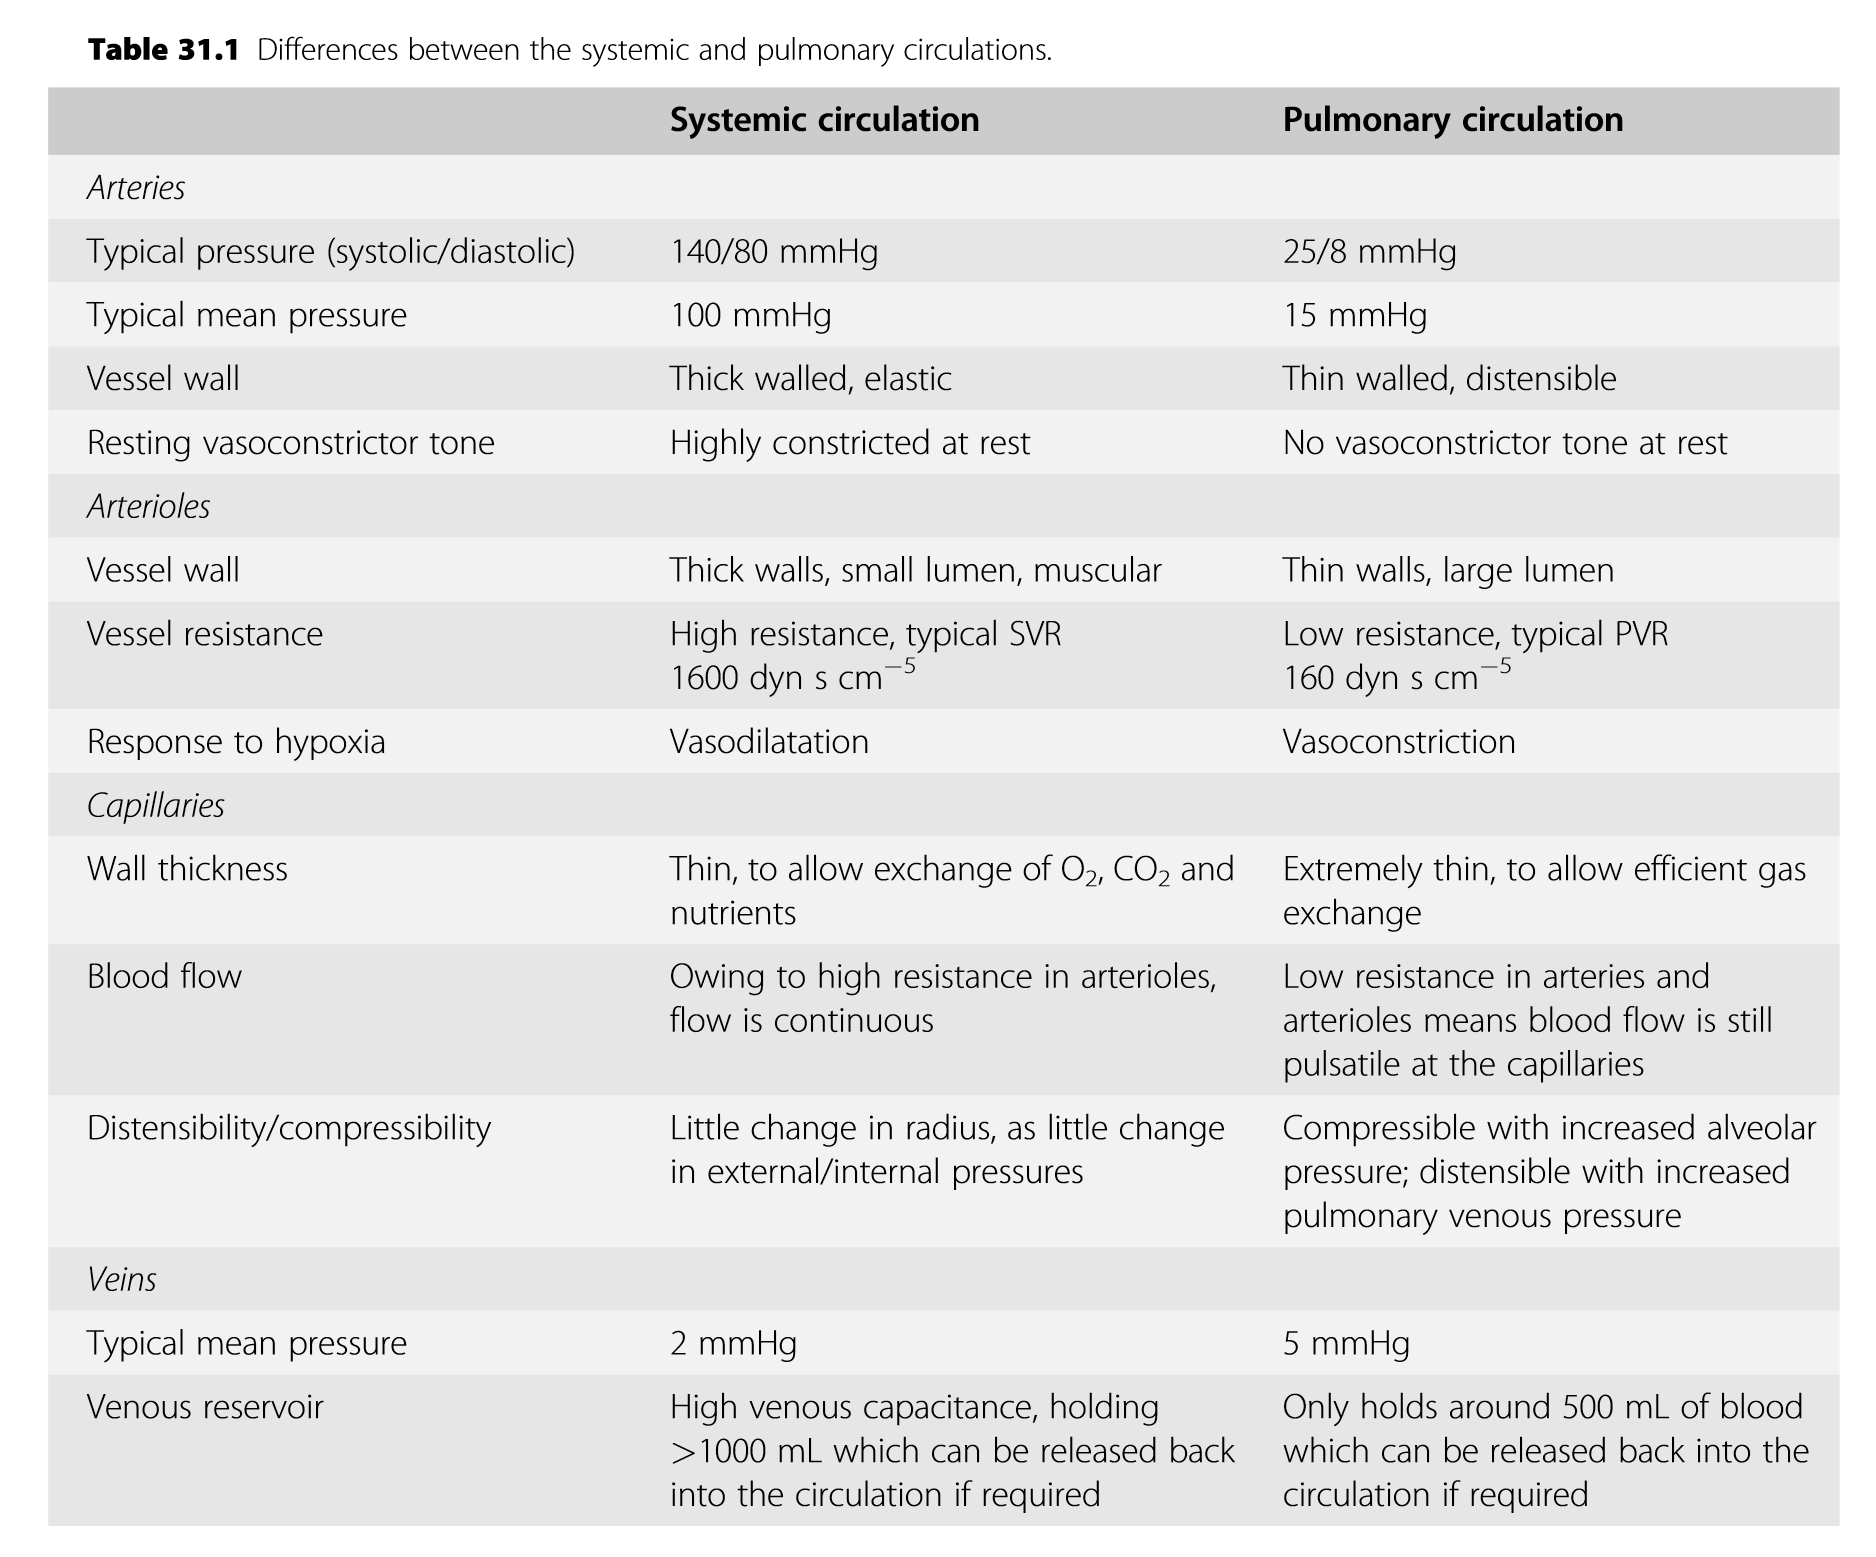 Table 31.1 Differences between the systemic and pulmonary circulations.
Systemic circulation Pulmonary circulation
Arteries
Typical pressure (systolic/diastolic) 140/80 mmHg 25/8 mmHg
Typical mean pressure 100 mmHg 15 mmHg
Vessel wall Thick walled, elastic Thin walled, distensible
Resting vasoconstrictor tone Highly constricted at rest No vasoconstrictor tone at rest
Arterioles
Vessel wall Thick walls, small lumen, muscular Thin walls, large lumen
Vessel resistance High resistance, typical SVR Low resistance, typical PVR
1600 dyn s cm⁻⁵ 160 dyn s cm⁻⁵
Response to hypoxia Vasodilatation Vasoconstriction
Capillaries
Wall thickness Thin, to allow exchange of O₂, CO₂ and Extremely thin, to allow efficient gas
nutrients exchange
Blood flow Owing to high resistance in arterioles, Low resistance in arteries and
flow is continuous arterioles means blood flow is still
pulsatile at the capillaries
Distensibility/compressibility Little change in radius, as little change Compressible with increased alveolar
in external/internal pressures pressure; distensible with increased
pulmonary venous pressure
Veins
Typical mean pressure 2 mmHg 5 mmHg
Venous reservoir High venous capacitance, holding Only holds around 500 mL of blood
>1000 mL which can be released back which can be released back into the
into the circulation if required circulation if required